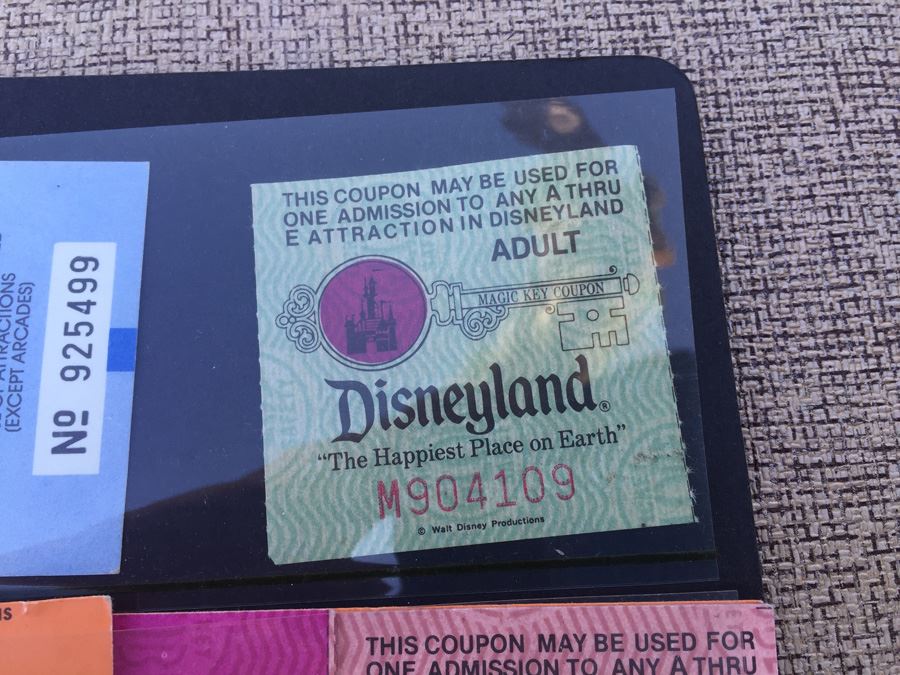 THIS COUPON MAY BE USED FOR
ONE ADMISSION TO ANY A THRU
E ATTRACTION IN DISNEYLAND
ADULT
MAGIC KEY COUPON
Disneyland®
"The Happiest Place on Earth"
M904109
© Walt Disney Productions
ATTRACTIONS
(EXCEPT ARCADES)
Nº 925499
THIS COUPON MAY BE USED FOR
ONE ADMISSION TO ANY A THRU